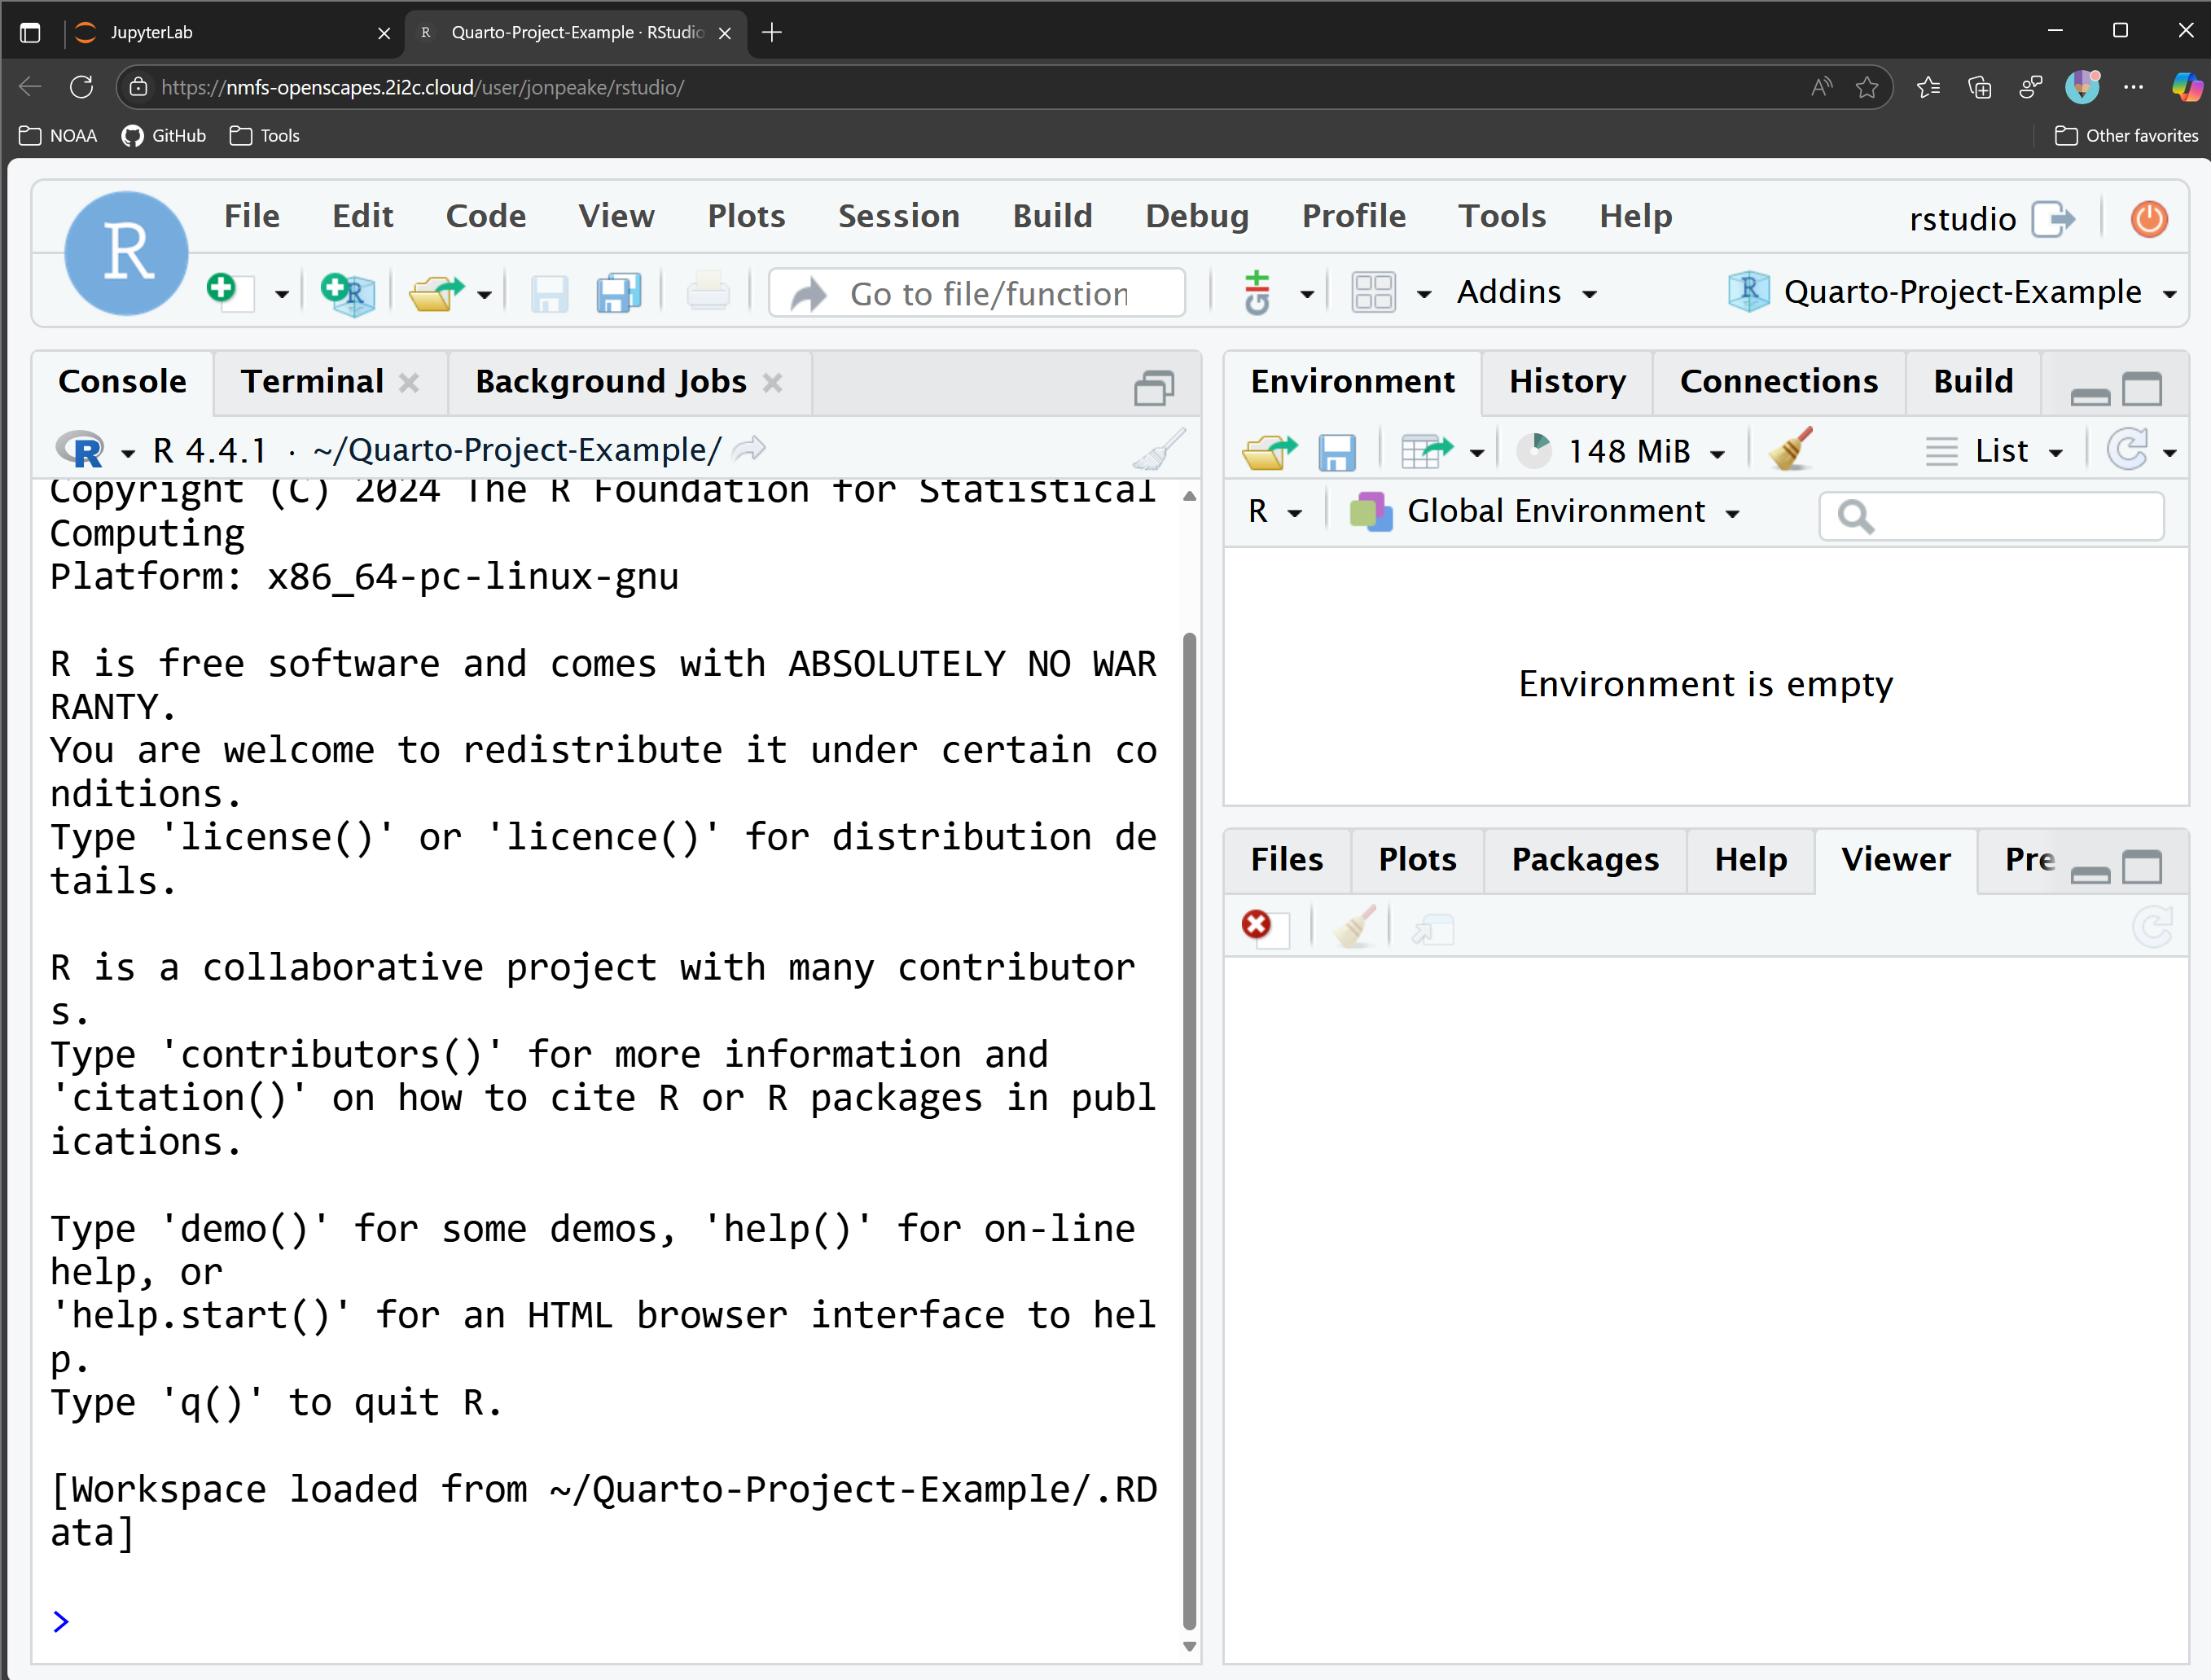 JupyterLab
Quarto-Project-Example · RStudio
https://nmfs-openscapes.2i2c.cloud/user/jonpeake/rstudio/
NOAA GitHub Tools Other favorites
R File Edit Code View Plots Session Build Debug Profile Tools Help rstudio
Go to file/function Addins Quarto-Project-Example
Console Terminal Background Jobs
R 4.4.1 · ~/Quarto-Project-Example/
Copyright (C) 2024 The R Foundation for Statistical
Computing
Platform: x86_64-pc-linux-gnu
R is free software and comes with ABSOLUTELY NO WAR
RANTY.
You are welcome to redistribute it under certain co
nditions.
Type 'license()' or 'licence()' for distribution de
tails.
R is a collaborative project with many contributor
s.
Type 'contributors()' for more information and
'citation()' on how to cite R or R packages in publ
ications.
Type 'demo()' for some demos, 'help()' for on-line
help, or
'help.start()' for an HTML browser interface to hel
p.
Type 'q()' to quit R.
[Workspace loaded from ~/Quarto-Project-Example/.RD
ata]
>
Environment History Connections Build
148 MiB List
R Global Environment
Environment is empty
Files Plots Packages Help Viewer Pre